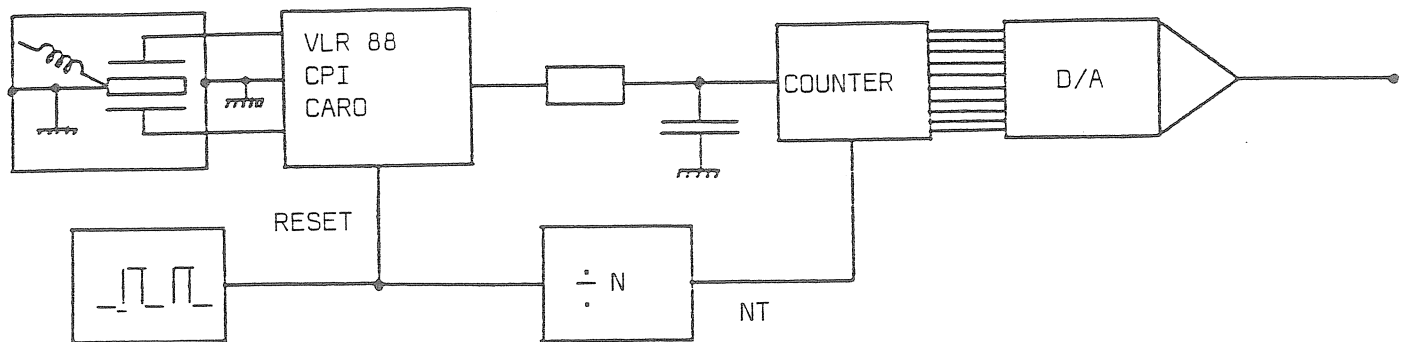 VLR 88
CPI
CARO
COUNTER
D/A
RESET
÷ N
NT